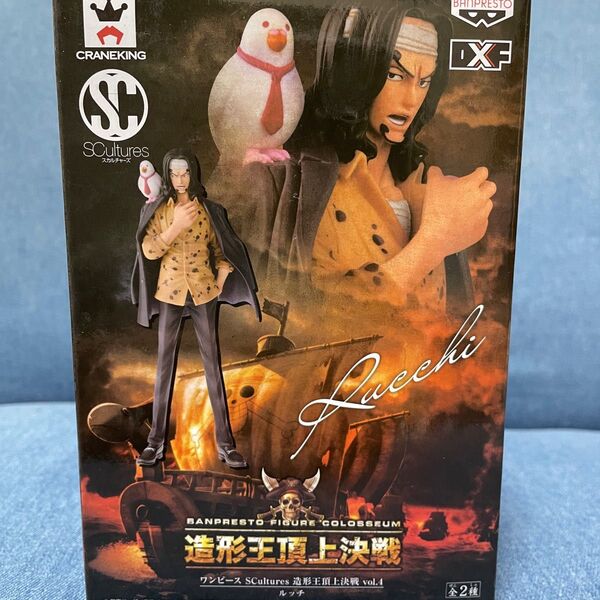 CRANEKING
BANPRESTO
DXF
SC
SCultures
スカルチャーズ
Rucchi
BANPRESTO FIGURE COLOSSEUM
造形王頂上決戦
ワンピース SCultures 造形王頂上決戦 vol.4
ルッチ
全2種